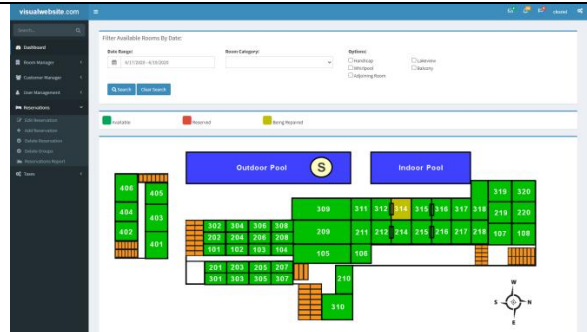 visualwebsite.com
Search...
Dashboard
Room Manager
Customer Manager
User Management
Reservations
Edit Reservation
Add Reservation
Delete Reservation
Delete Groups
Reservations Report
Taxes
Filter Available Rooms By Date:
Date Range:
Room Category:
Options:
Handicap
Lakeview
Whirlpool
Balcony
Adjoining Room
Search
Clear Search
Available
Reserved
Being Repaired
Outdoor Pool
S
Indoor Pool
406 405
404 403
402 401
302 304 306 308
202 204 206 208
101 102 103 104
201 203 205 207
301 303 305 307
309
209
105
210
310
311 312 314 315 316 317 318
211 212 214 215 216 217 218
106
319 320
219 220
107 108
W
S N
E